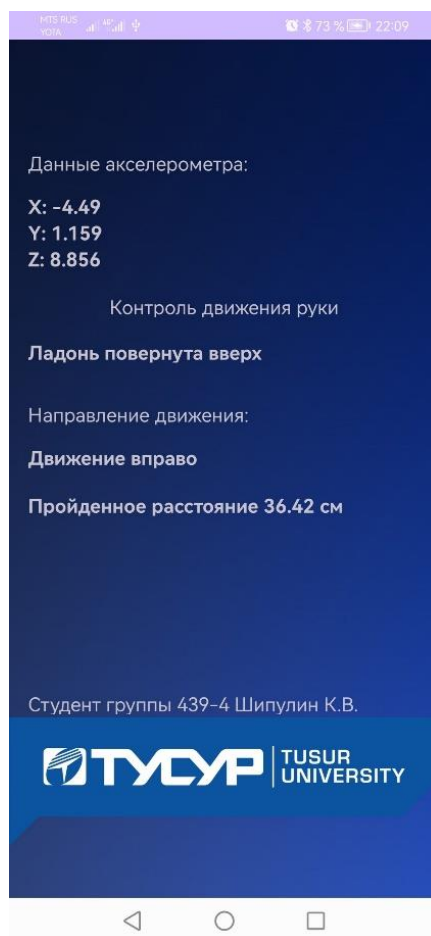 MTS RUS
YOTA
73 % 22:09
Данные акселерометра:
X: -4.49
Y: 1.159
Z: 8.856
Контроль движения руки
Ладонь повернута вверх
Направление движения:
Движение вправо
Пройденное расстояние 36.42 см
Студент группы 439-4 Шипулин К.В.
ТУСУР
TUSUR
UNIVERSITY